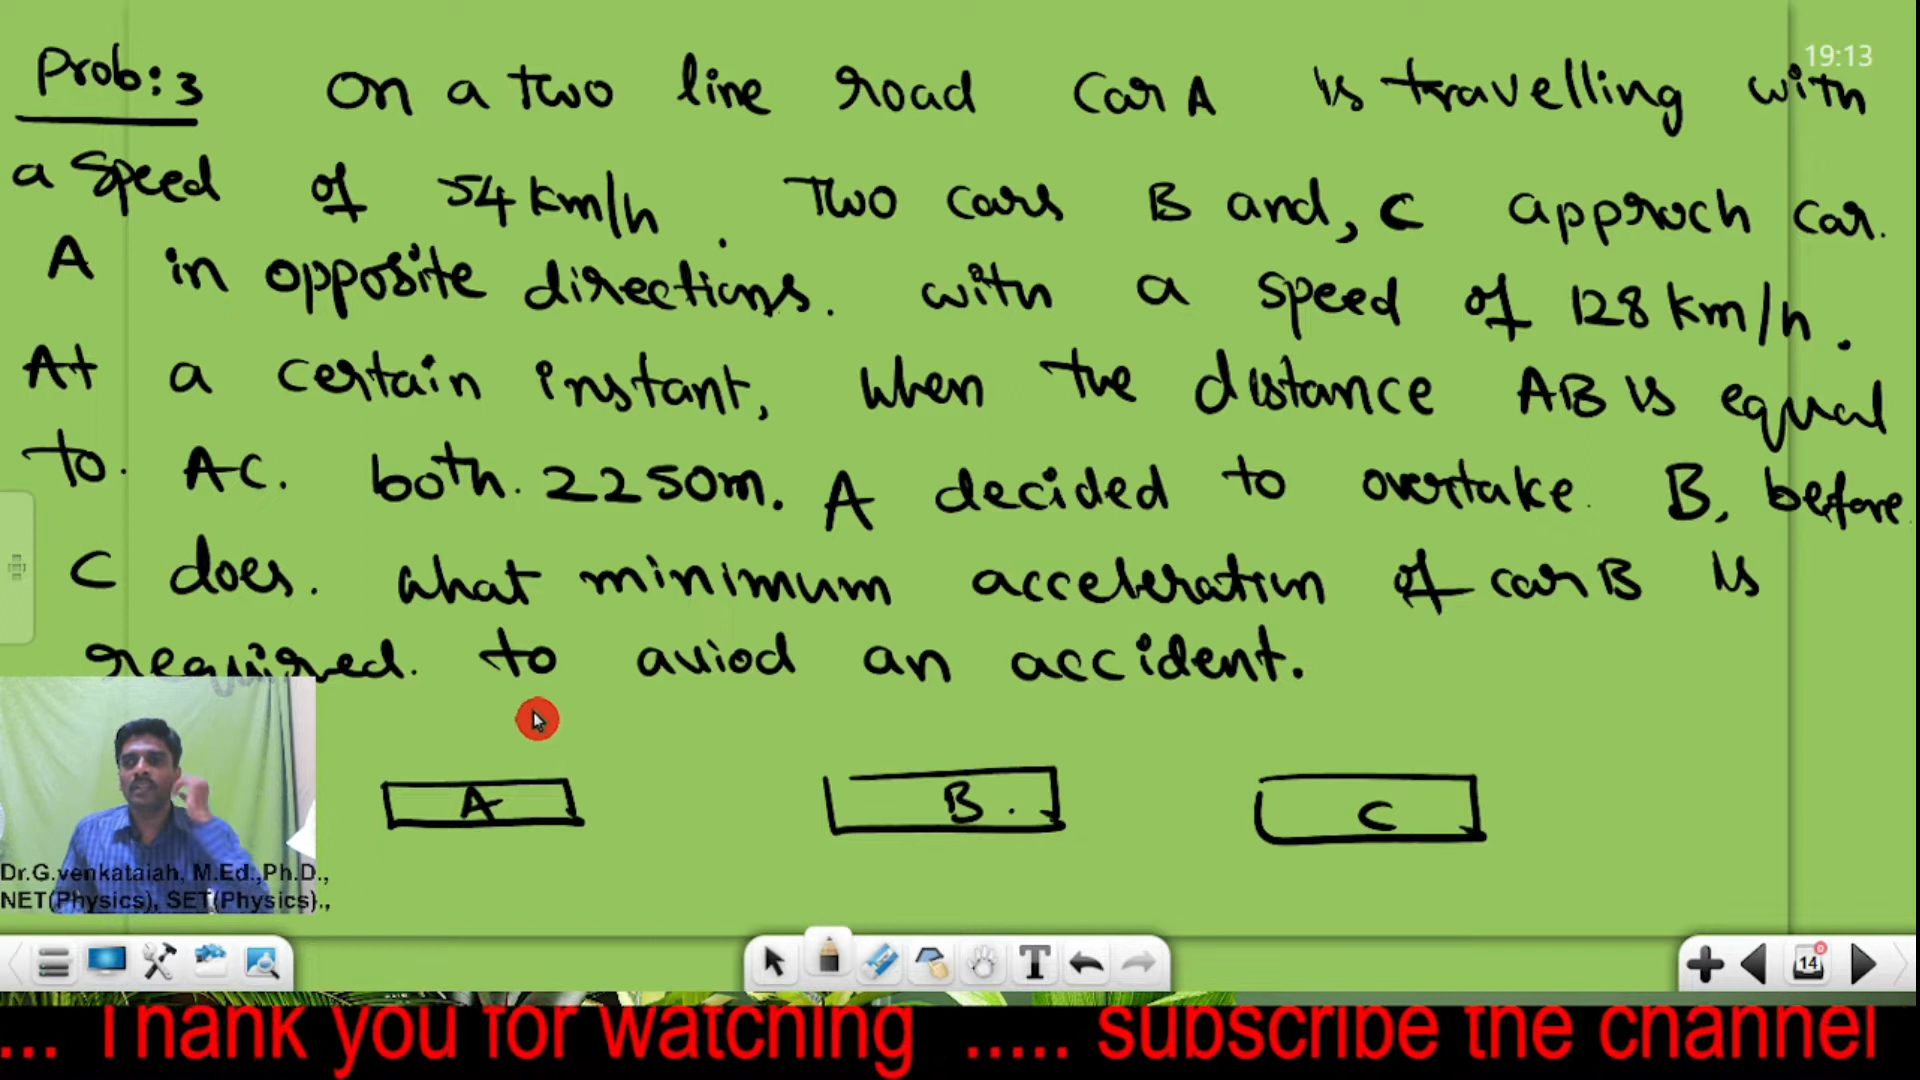 19:13
Prob:3 On a two line road Car A is travelling with
a Speed of 54 km/h. Two cars B and, C approch car.
A in opposite directions. with a speed of 128 km/h.
At a certain instant, when the distance AB is equal
to. AC. both. 2250m. A decided to overtake. B, before
C does. What minimum acceleration of car B is
required. to aviod an accident.
A B C
Dr.G.venkataiah, M.Ed.,Ph.D.,
NET(Physics), SET(Physics).,
T 14 0
... Thank you for watching ..... subscribe the channel